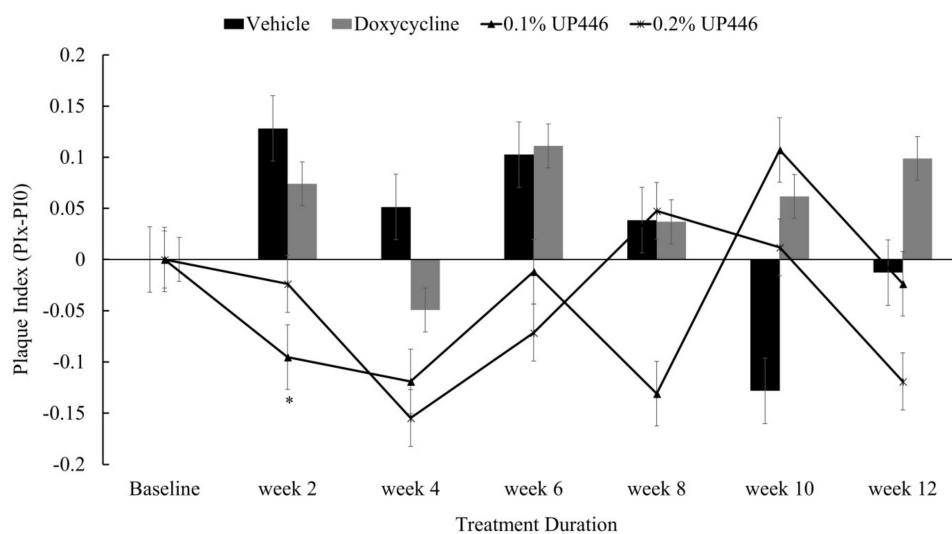 Vehicle Doxycycline 0.1% UP446 0.2% UP446
0.2
0.15
0.1
0.05
0
-0.05
-0.1
-0.15
-0.2
Plaque Index (PIx-PI0)
*
Baseline week 2 week 4 week 6 week 8 week 10 week 12
Treatment Duration